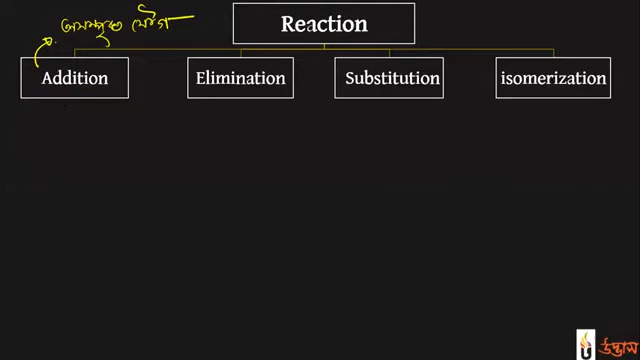 অসম্পৃক্ত যৌগ
Reaction
Addition
Elimination
Substitution
isomerization
উদ্ভাস